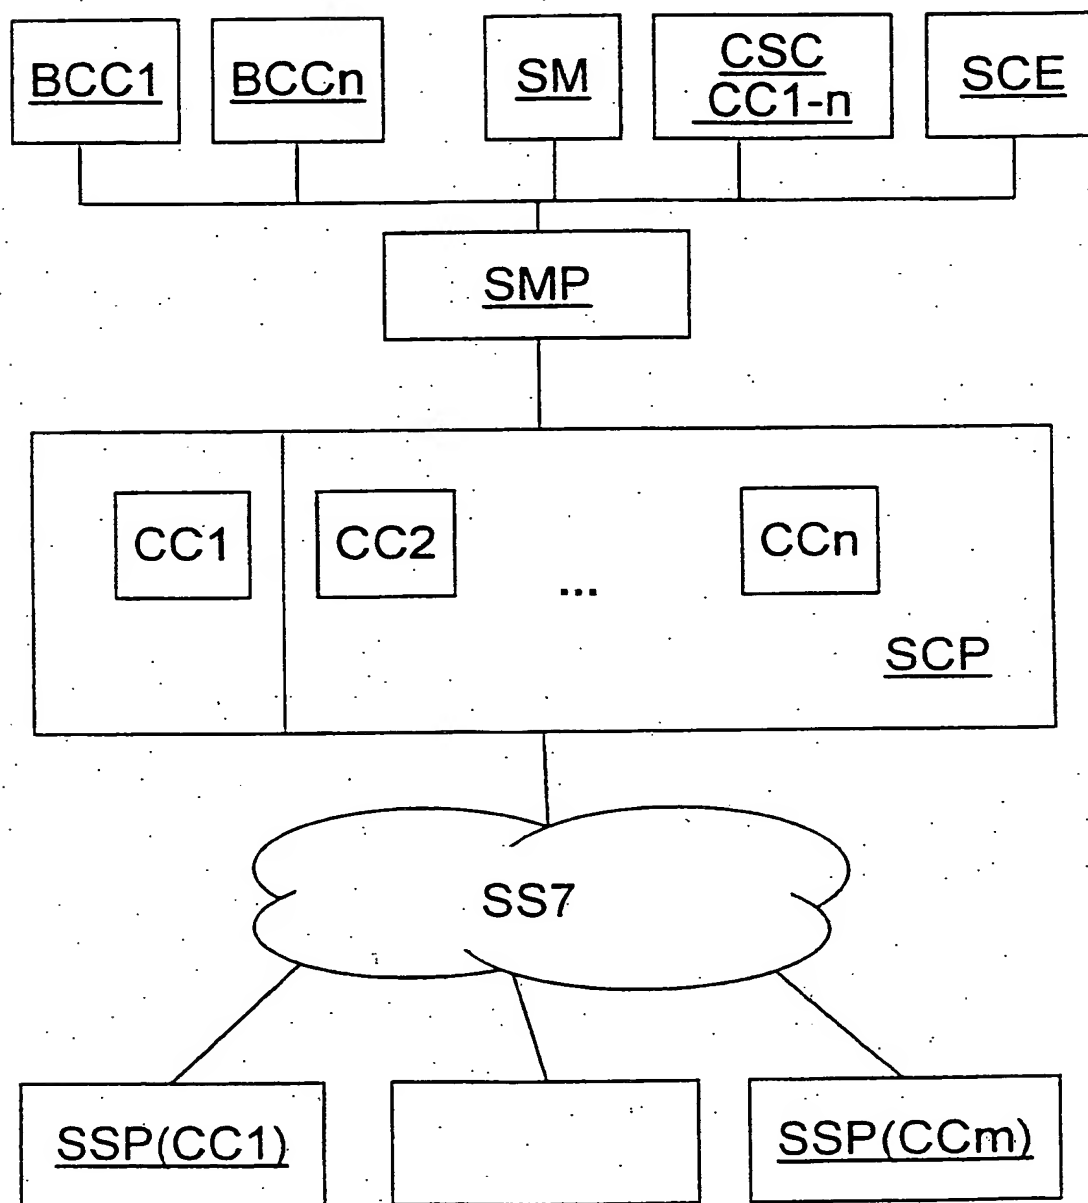 BCC1
BCCn
SM
CSC
CC1-n
SCE
SMP
CC1
CC2
...
CCn
SCP
SS7
SSP(CC1)
SSP(CCm)